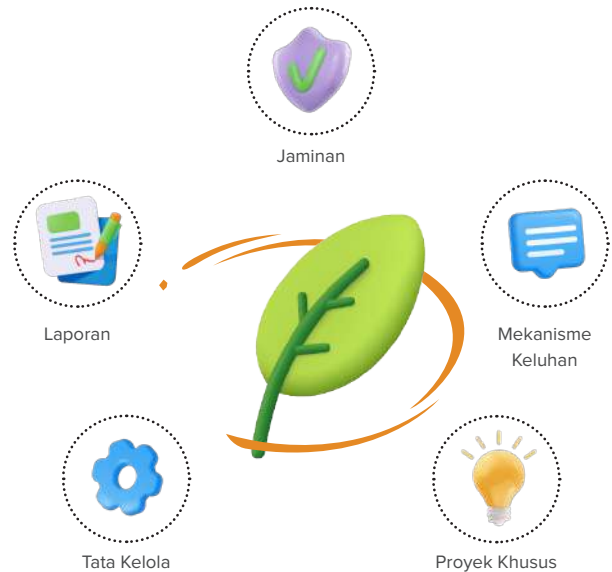 Jaminan
Laporan
Mekanisme
Keluhan
Tata Kelola
Proyek Khusus